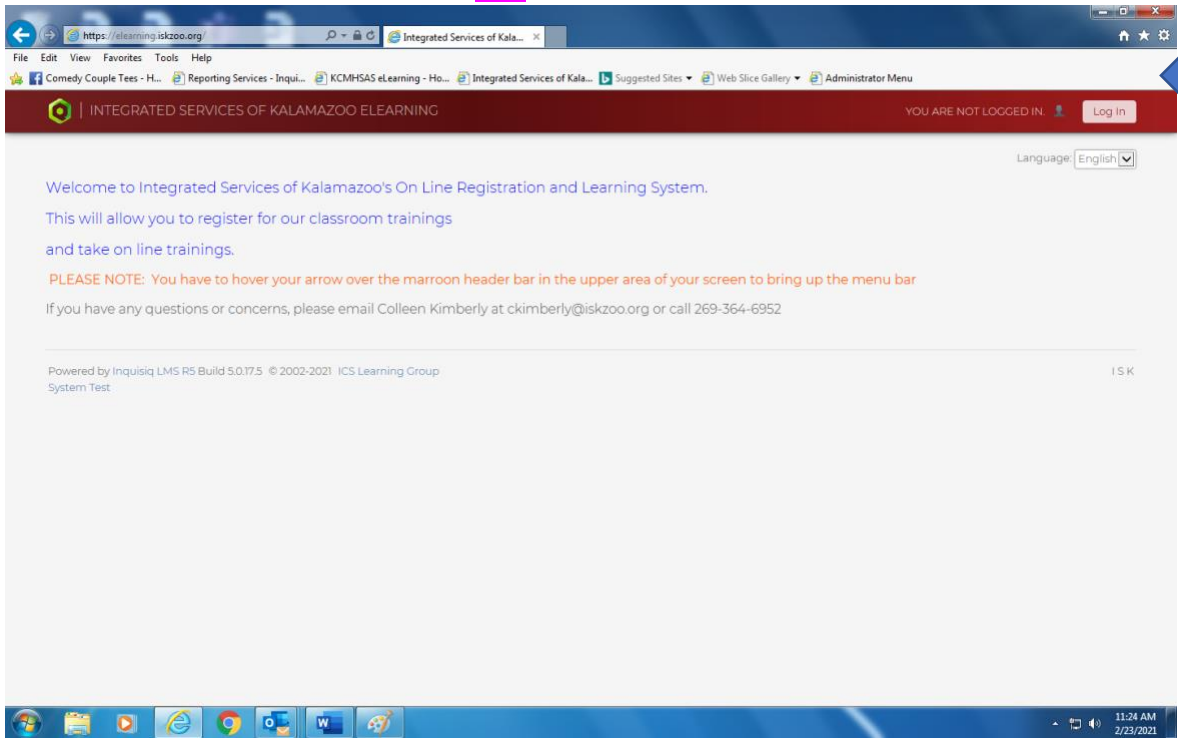 https://elearning.iskzoo.org/
Integrated Services of Kala...
File Edit View Favorites Tools Help
Comedy Couple Tees - H... Reporting Services - Inqui... KCMHSAS eLearning - Ho... Integrated Services of Kala... Suggested Sites Web Slice Gallery Administrator Menu
INTEGRATED SERVICES OF KALAMAZOO ELEARNING
YOU ARE NOT LOGGED IN. Log In
Language: English
Welcome to Integrated Services of Kalamazoo's On Line Registration and Learning System.
This will allow you to register for our classroom trainings
and take on line trainings.
PLEASE NOTE: You have to hover your arrow over the marroon header bar in the upper area of your screen to bring up the menu bar
If you have any questions or concerns, please email Colleen Kimberly at ckimberly@iskzoo.org or call 269-364-6952
Powered by Inquisiq LMS R5 Build 5.0.17.5 © 2002-2021 ICS Learning Group
I S K
System Test
11:24 AM
2/23/2021